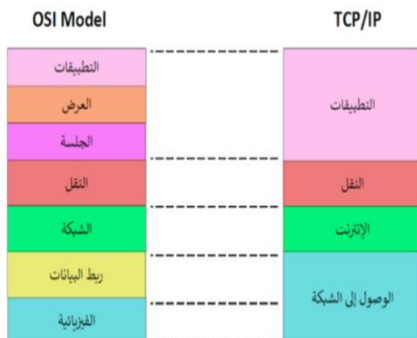 OSI Model
TCP/IP
التطبيقات
العرض
الجلسة
النقل
الشبكة
ربط البيانات
الفيزيائية
التطبيقات
النقل
الإنترنت
الوصول إلى الشبكة